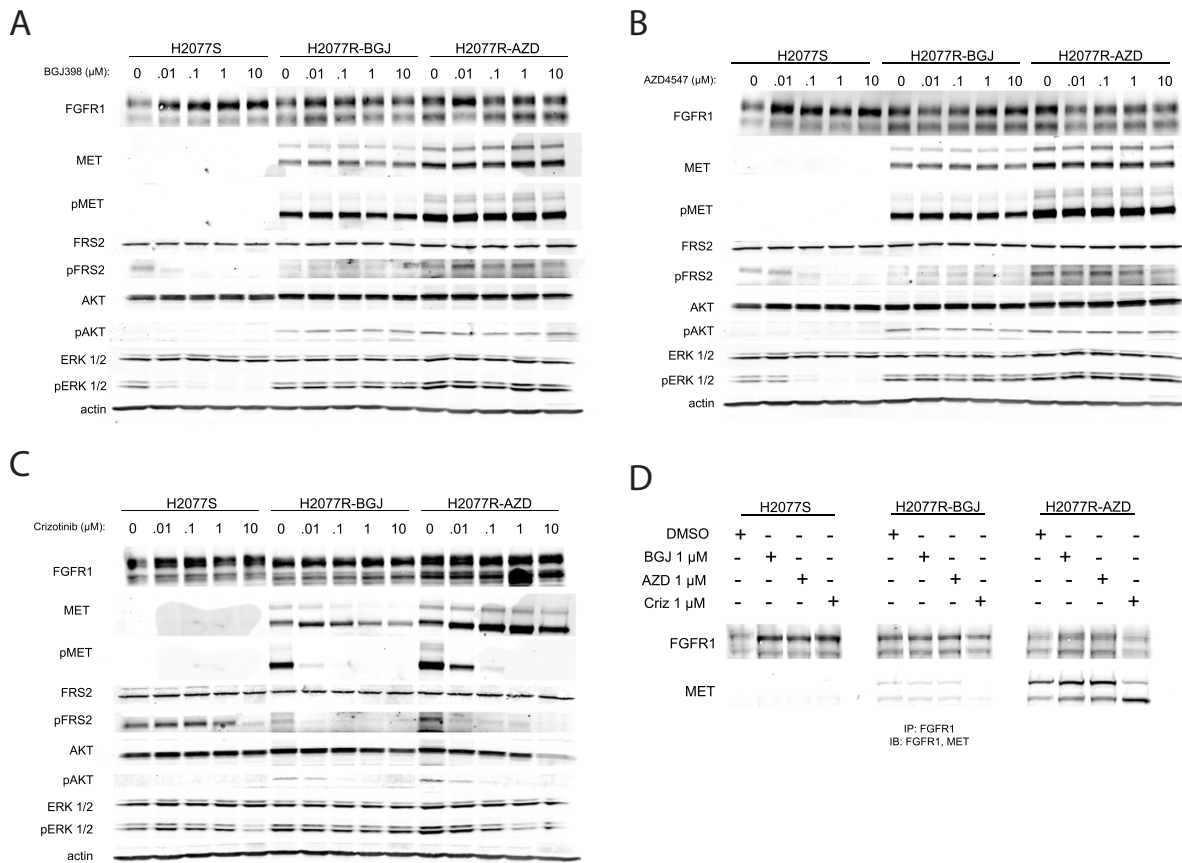 A
H2077S H2077R-BGJ H2077R-AZD
BGJ398 (µM): 0 .01 .1 1 10 0 .01 .1 1 10 0 .01 .1 1 10
FGFR1
MET
pMET
FRS2
pFRS2
AKT
pAKT
ERK 1/2
pERK 1/2
actin
B
H2077S H2077R-BGJ H2077R-AZD
AZD4547 (µM): 0 .01 .1 1 10 0 .01 .1 1 10 0 .01 .1 1 10
FGFR1
MET
pMET
FRS2
pFRS2
AKT
pAKT
ERK 1/2
pERK 1/2
actin
C
H2077S H2077R-BGJ H2077R-AZD
Crizotinib (µM): 0 .01 .1 1 10 0 .01 .1 1 10 0 .01 .1 1 10
FGFR1
MET
pMET
FRS2
pFRS2
AKT
pAKT
ERK 1/2
pERK 1/2
actin
D
H2077S H2077R-BGJ H2077R-AZD
DMSO + - - - + - - - + - - -
BGJ 1 µM - + - - - + - - - + - -
AZD 1 µM - - + - - - + - - - + -
Criz 1 µM - - - + - - - + - - - +
FGFR1
MET
IP: FGFR1
IB: FGFR1, MET